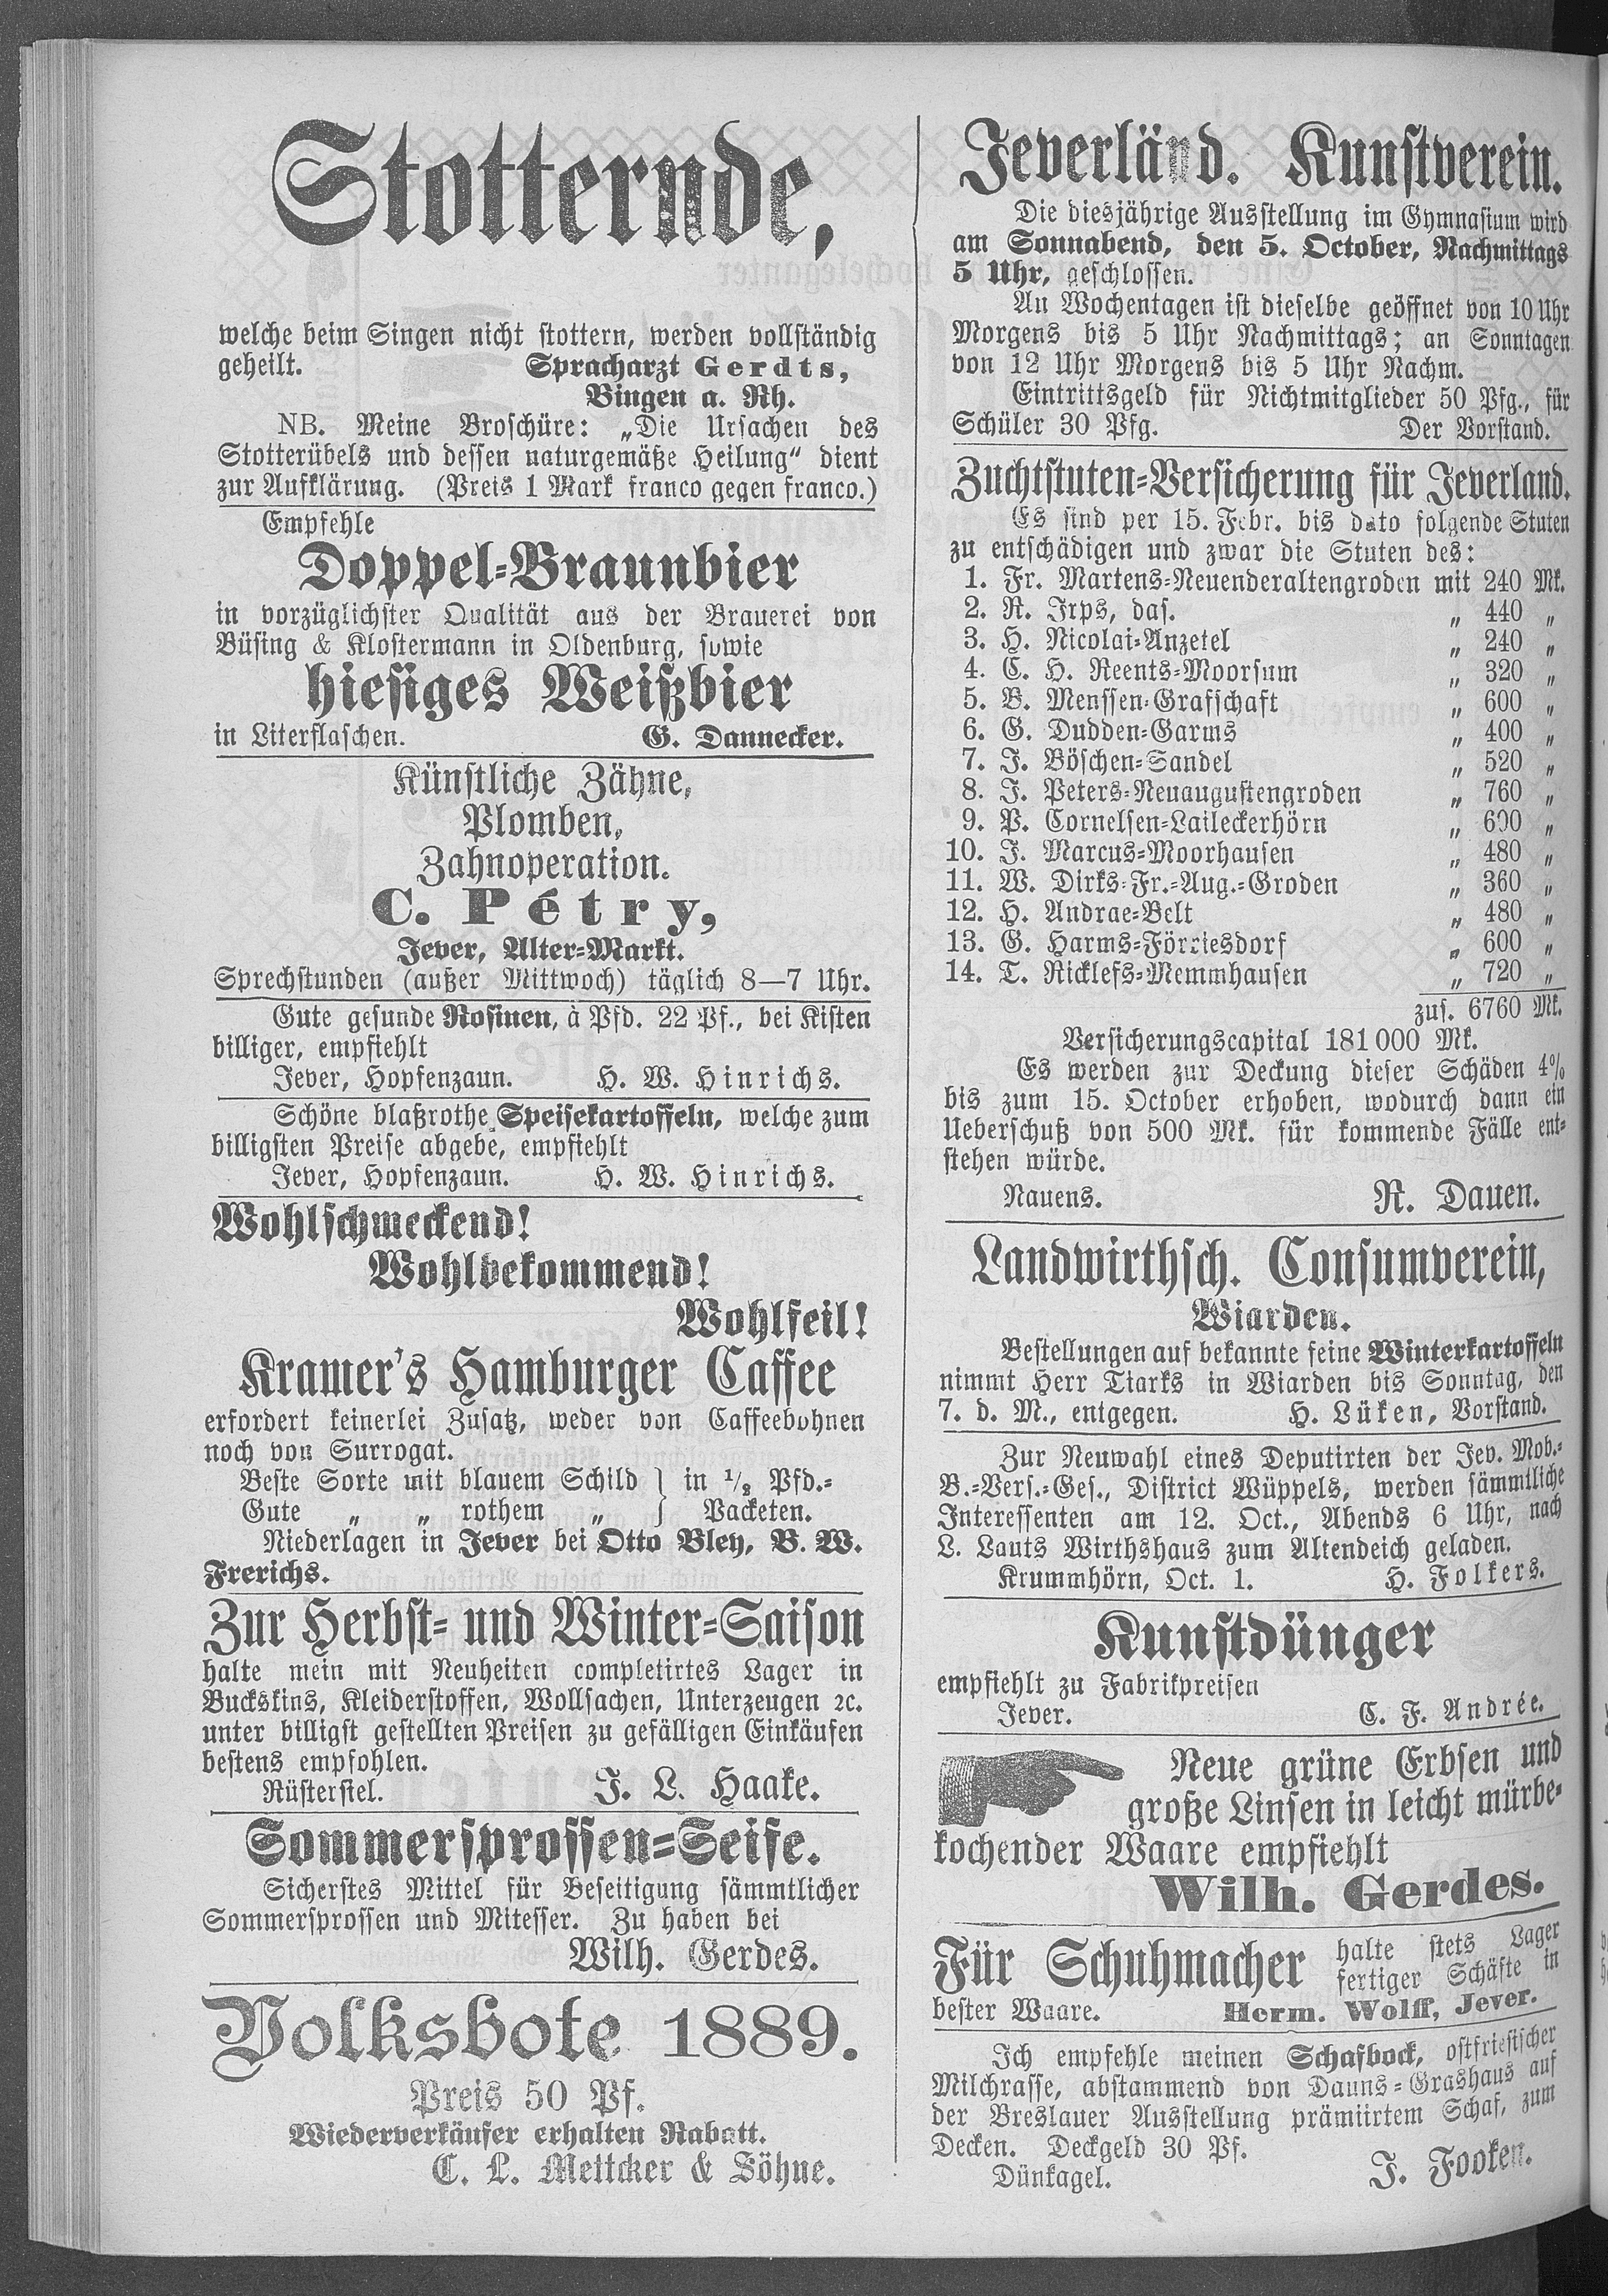 Stotternde,
welche beim Singen nicht stottern, werden vollständig
geheilt. Spracharzt Gerdts,
Bingen a. Rh.
NB. Meine Broschüre: „Die Ursachen des
Stotterübels und dessen naturgemäße Heilung“ dient
zur Aufklärung. (Preis 1 Mark franco gegen franco.)
Empfehle
Doppel-Braunbier
in vorzüglichster Qualität aus der Brauerei von
Büsing & Klostermann in Oldenburg, sowie
hiesiges Weißbier
in Literflaschen. G. Dannecker.
Künstliche Zähne,
Plomben,
Zahnoperation.
C. Pétry,
Jever, Alter-Markt.
Sprechstunden (außer Mittwoch) täglich 8—7 Uhr.
Gute gesunde Rosinen, à Pfd. 22 Pf., bei Kisten
billiger, empfiehlt
Jever, Hopfenzaun. H. W. Hinrichs.
Schöne blaßrothe Speisekartoffeln, welche zum
billigsten Preise abgebe, empfiehlt
Jever, Hopfenzaun. H. W. Hinrichs.
Wohlschmeckend!
Wohlbekommend!
Wohlfeil!
Kramer's Hamburger Caffee
erfordert keinerlei Zusatz, weder von Caffeebohnen
noch von Surrogat.
Beste Sorte mit blauem Schild } in 1/2 Pfd.-
Gute „ „ rothem „ } Packeten.
Niederlagen in Jever bei Otto Bley, B. W.
Frerichs.
Zur Herbst- und Winter-Saison
halte mein mit Neuheiten completirtes Lager in
Buckskins, Kleiderstoffen, Wollsachen, Unterzeugen ꝛc.
unter billigst gestellten Preisen zu gefälligen Einkäufen
bestens empfohlen.
Rüstersiel. J. L. Haake.
Sommersprossen-Seife.
Sicherstes Mittel für Beseitigung sämmtlicher
Sommersprossen und Mitesser. Zu haben bei
Wilh. Gerdes.
Volksbote 1889.
Preis 50 Pf.
Wiederverkäufer erhalten Rabatt.
C. L. Mettcker & Söhne.
Jeverländ. Kunstverein.
Die diesjährige Ausstellung im Gymnasium wird
am Sonnabend, den 5. October, Nachmittags
5 Uhr, geschlossen.
An Wochentagen ist dieselbe geöffnet von 10 Uhr
Morgens bis 5 Uhr Nachmittags; an Sonntagen
von 12 Uhr Morgens bis 5 Uhr Nachm.
Eintrittsgeld für Nichtmitglieder 50 Pfg., für
Schüler 30 Pfg. Der Vorstand.
Zuchtstuten-Versicherung für Jeverland.
Es sind per 15. Febr. bis dato folgende Stuten
zu entschädigen und zwar die Stuten des:
1. Fr. Martens-Neuenderaltengroden mit 240 Mk.
2. R. Irps, das. „ 440 „
3. H. Nicolai-Anzetel „ 240 „
4. C. H. Reents-Moorsum „ 320 „
5. B. Menssen-Grafschaft „ 600 „
6. G. Dudden-Garms „ 400 „
7. J. Böschen-Sandel „ 520 „
8. J. Peters-Neuaugustengroden „ 760 „
9. P. Cornelsen-Laileckerhörn „ 600 „
10. J. Marcus-Moorhausen „ 480 „
11. W. Dirks-Fr.-Aug.-Groden „ 360 „
12. H. Andrae-Belt „ 480 „
13. G. Harms-Förriesdorf „ 600 „
14. T. Ricklefs-Memmhausen „ 720 „
zus. 6760 Mk.
Versicherungscapital 181 000 Mk.
Es werden zur Deckung dieser Schäden 4%
bis zum 15. October erhoben, wodurch dann ein
Ueberschuß von 500 Mk. für kommende Fälle ent-
stehen würde.
Nauens. R. Dauen.
Landwirthsch. Consumverein,
Wiarden.
Bestellungen auf bekannte feine Winterkartoffeln
nimmt Herr Tiarks in Wiarden bis Sonntag, den
7. d. M., entgegen. H. Lüken, Vorstand.
Zur Neuwahl eines Deputirten der Jev. Mob.-
B.-Vers.-Ges., District Wüppels, werden sämmtliche
Interessenten am 12. Oct., Abends 6 Uhr, nach
L. Lauts Wirthshaus zum Altendeich geladen.
Krummhörn, Oct. 1. H. Folkers.
Kunstdünger
empfiehlt zu Fabrikpreisen
Jever. C. F. Andrée.
Neue grüne Erbsen und
große Linsen in leicht mürbe-
kochender Waare empfiehlt
Wilh. Gerdes.
Für Schuhmacher halte stets Lager
fertiger Schäfte in
bester Waare. Herm. Wolff, Jever.
Ich empfehle meinen Schafbock, ostfriesischer
Milchrasse, abstammend von Dauns-Grashaus auf
der Breslauer Ausstellung prämiirtem Schaf, zum
Decken. Deckgeld 30 Pf.
Dünkagel. J. Fooken.